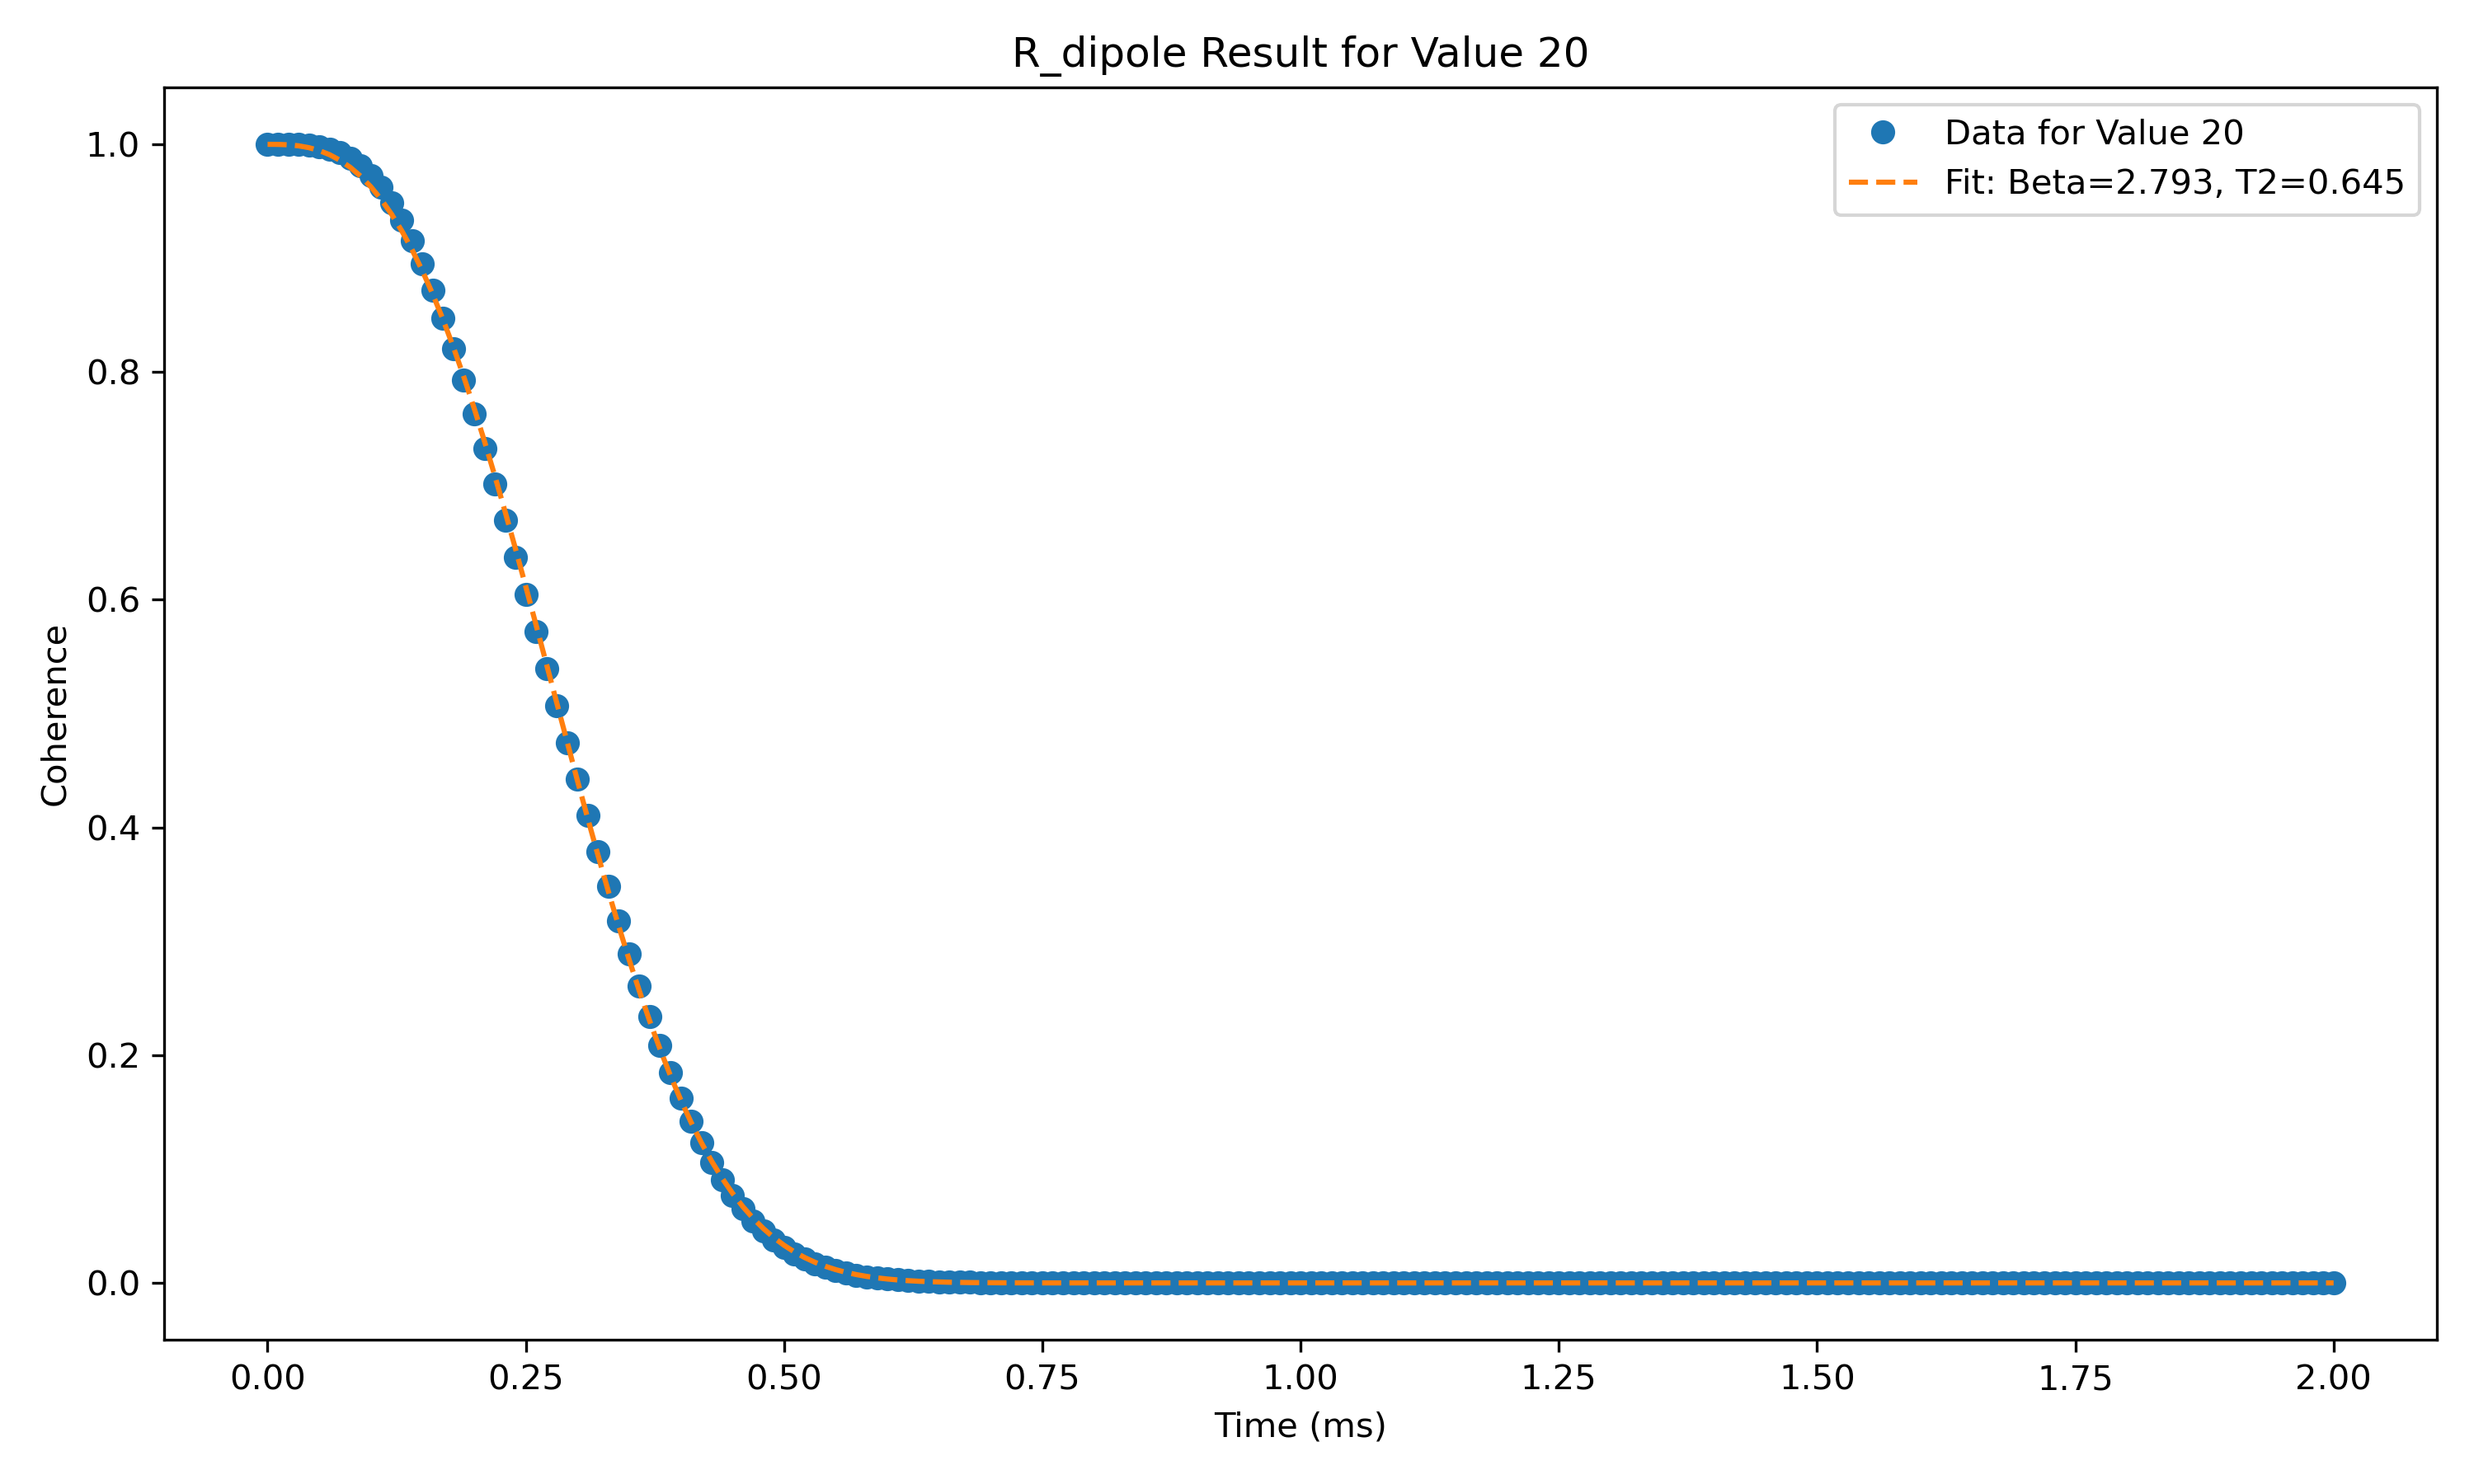 R_dipole Result for Value 20
Data for Value 20
Fit: Beta=2.793, T2=0.645
1.0
0.8
0.6
0.4
0.2
0.0
Coherence
0.00 0.25 0.50 0.75 1.00 1.25 1.50 1.75 2.00
Time (ms)